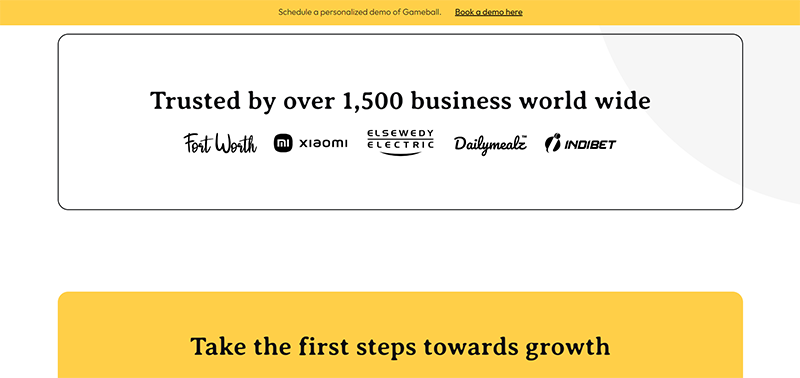 Schedule a personalized demo of Gameball. Book a demo here
Trusted by over 1,500 business world wide
Fort Worth mi xiaomi ELSEWEDY ELECTRIC Dailymealz™ INDIBET
Take the first steps towards growth